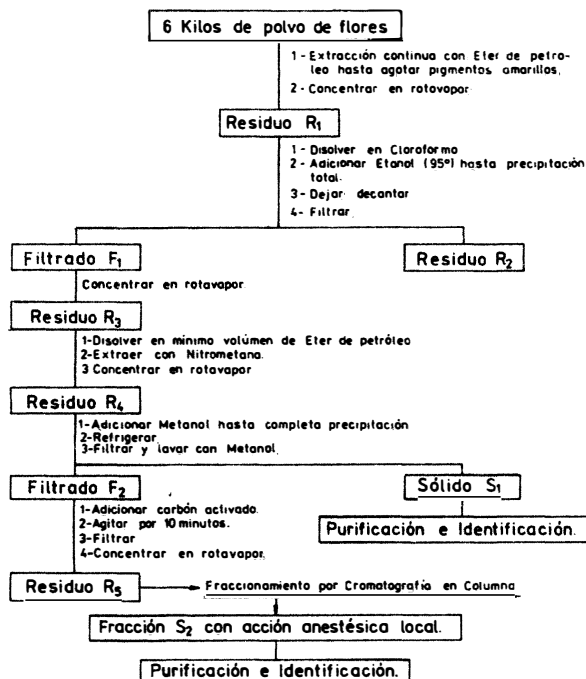 6 Kilos de polvo de flores
1- Extracción continua con Eter de petro-
leo hasta agotar pigmentos amarillos.
2- Concentrar en rotovapor.
Residuo R1
1- Disolver en Cloroformo
2- Adicionar Etanol (95°) hasta precipitación
total.
3- Dejar decantar
4- Filtrar.
Filtrado F1
Residuo R2
Concentrar en rotavapor.
Residuo R3
1-Disolver en mínimo volúmen de Eter de petróleo
2-Extraer con Nitrometana.
3 Concentrar en rotavapor
Residuo R4
1-Adicionar Metanol hasta completa precipitación
2-Refrigerar
3-Filtrar y lavar con Metanol.
Filtrado F2
Sólido S1
1-Adicionar carbón activado.
2-Agitar por 10 minutos.
3-Filtrar
4-Concentrar en rotavapor.
Purificación e Identificación.
Residuo R5
Fraccionamiento por Cromatografía en Columna
Fracción S2 con acción anestésica local.
Purificación e Identificación.